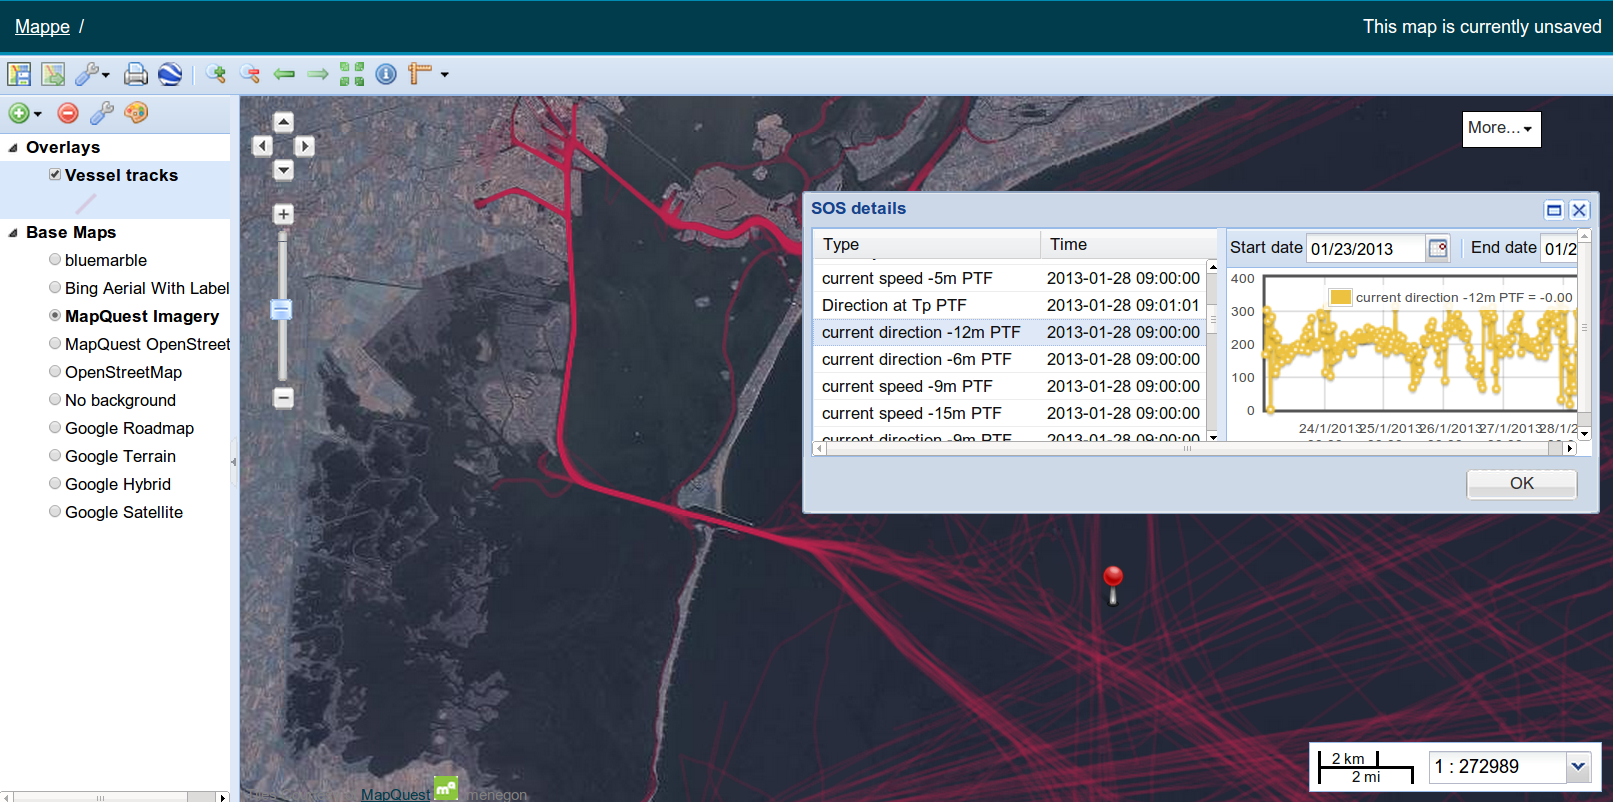 Mappe /
This map is currently unsaved
Overlays
Vessel tracks
Base Maps
bluemarble
Bing Aerial With Label
MapQuest Imagery
MapQuest OpenStreet
OpenStreetMap
No background
Google Roadmap
Google Terrain
Google Hybrid
Google Satellite
More...
SOS details
Type Time
current speed -5m PTF 2013-01-28 09:00:00
Direction at Tp PTF 2013-01-28 09:01:01
current direction -12m PTF 2013-01-28 09:00:00
current direction -6m PTF 2013-01-28 09:00:00
current speed -9m PTF 2013-01-28 09:00:00
current speed -15m PTF 2013-01-28 09:00:00
current direction -9m PTF 2013-01-28 09:00:00
Start date 01/23/2013 End date 01/2
current direction -12m PTF = -0.00
400
300
200
100
0
24/1/2013 25/1/2013 26/1/2013 27/1/2013 28/1/2
OK
2 km
2 mi
1 : 272989
MapQuest
menegon